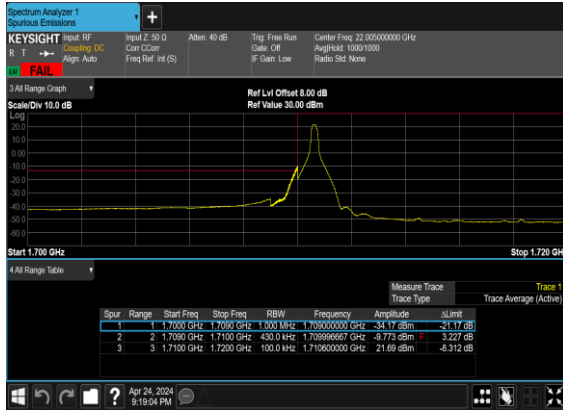 Spectrum Analyzer 1
Spurious Emissions
KEYSIGHT Input: RF Input Z: 50 Ω Atten: 40 dB Trig: Free Run Center Freq: 22.005000000 GHz
R T Coupling: DC Corr CCorr Gate: Off Avg|Hold: 1000/1000
Align: Auto Freq Ref: Int (S) IF Gain: Low Radio Std: None
LV FAIL
3 All Range Graph
Ref Lvl Offset 8.00 dB
Scale/Div 10.0 dB Ref Value 30.00 dBm
Log
20.0
10.0
0.00
-10.0
-20.0
-30.0
-40.0
-50.0
-60.0
Start 1.700 GHz Stop 1.720 GH
4 All Range Table
Measure Trace Trace 1
Trace Type Trace Average (Active)
Spur Range Start Freq Stop Freq RBW Frequency Amplitude ΔLimit
1 1 1.7000 GHz 1.7090 GHz 1.000 MHz 1.709000000 GHz -34.17 dBm -21.17 dB
2 2 1.7090 GHz 1.7100 GHz 430.0 kHz 1.709996667 GHz -9.773 dBm F 3.227 dB
3 3 1.7100 GHz 1.7200 GHz 100.0 kHz 1.710600000 GHz 21.69 dBm -8.312 dB
? Apr 24, 2024
9:19:04 PM